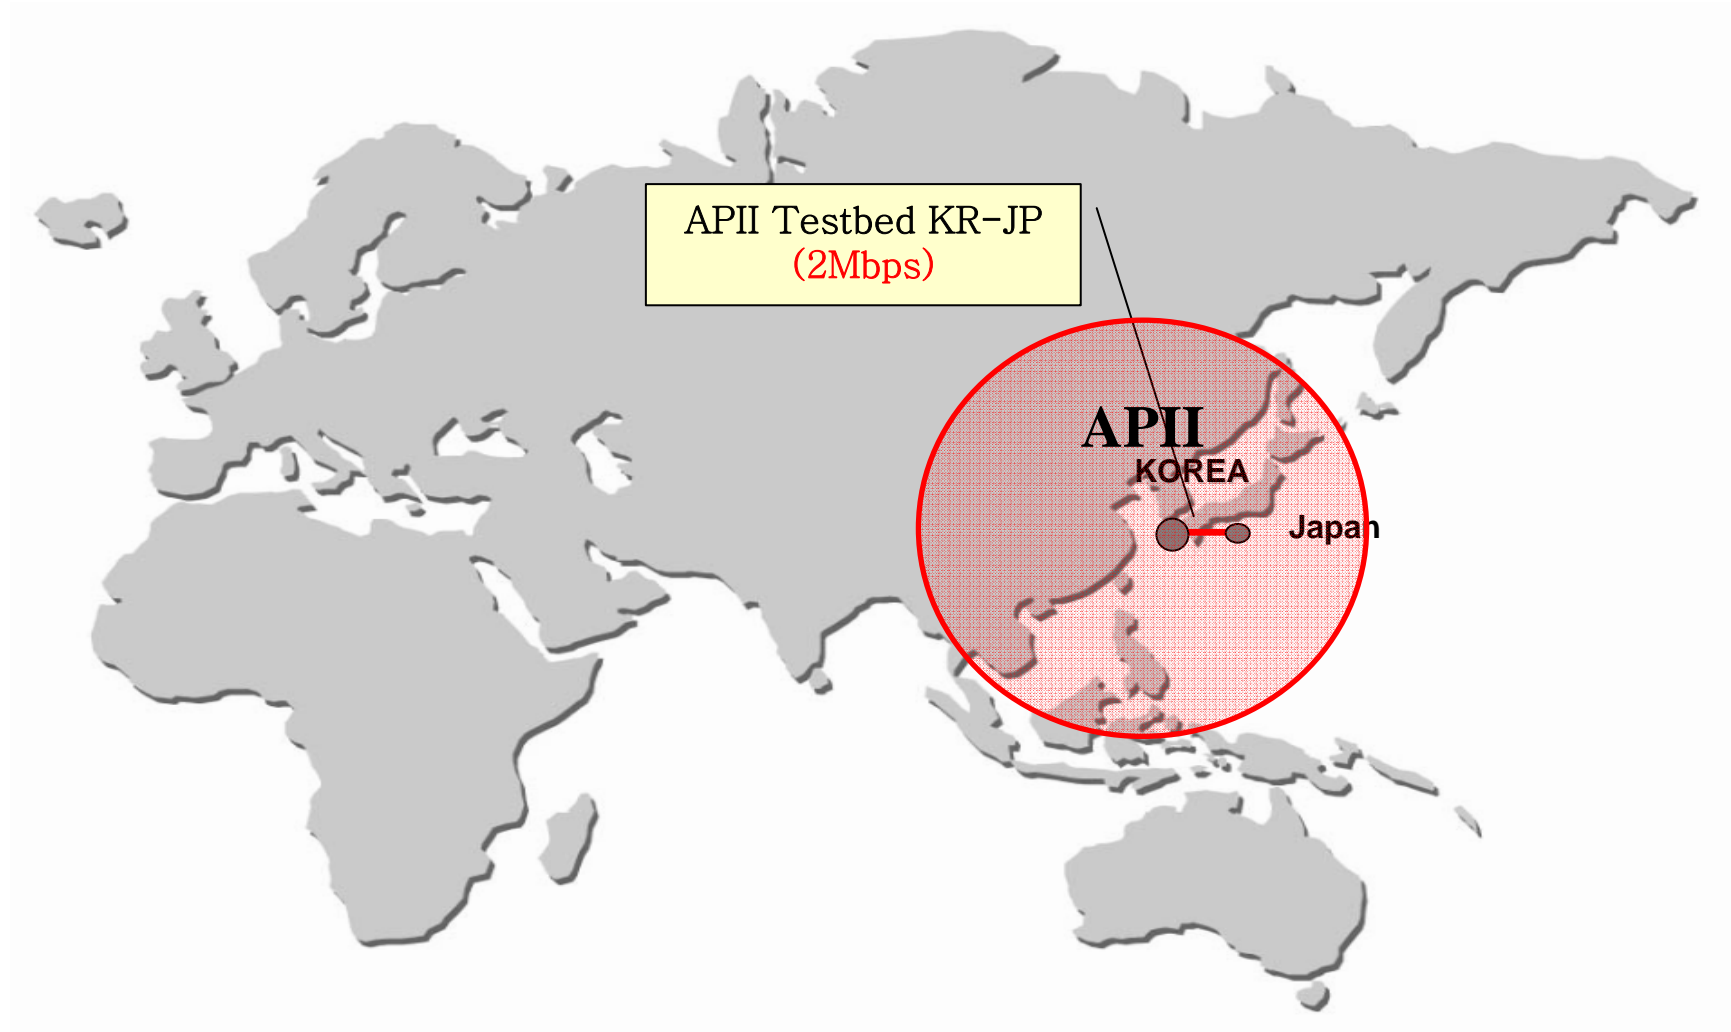 APII Testbed KR-JP
(2Mbps)
APII
KOREA
Japan